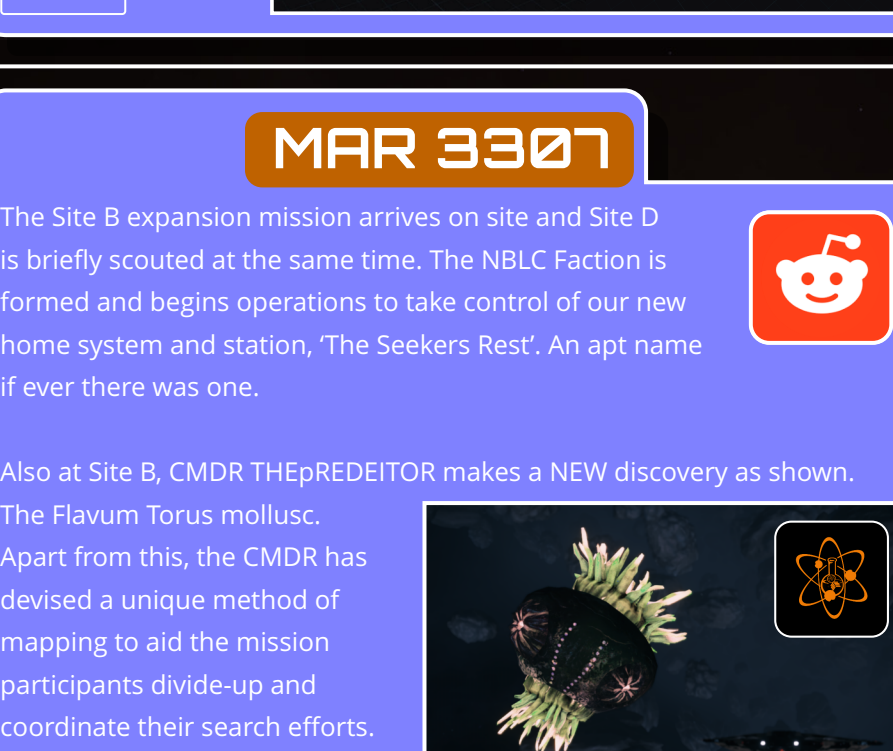 MAR 3307
The Site B expansion mission arrives on site and Site D
is briefly scouted at the same time. The NBLC Faction is
formed and begins operations to take control of our new
home system and station, ‘The Seekers Rest’. An apt name
if ever there was one.
Also at Site B, CMDR THEpREDEITOR makes a NEW discovery as shown.
The Flavum Torus mollusc.
Apart from this, the CMDR has
devised a unique method of
mapping to aid the mission
participants divide-up and
coordinate their search efforts.